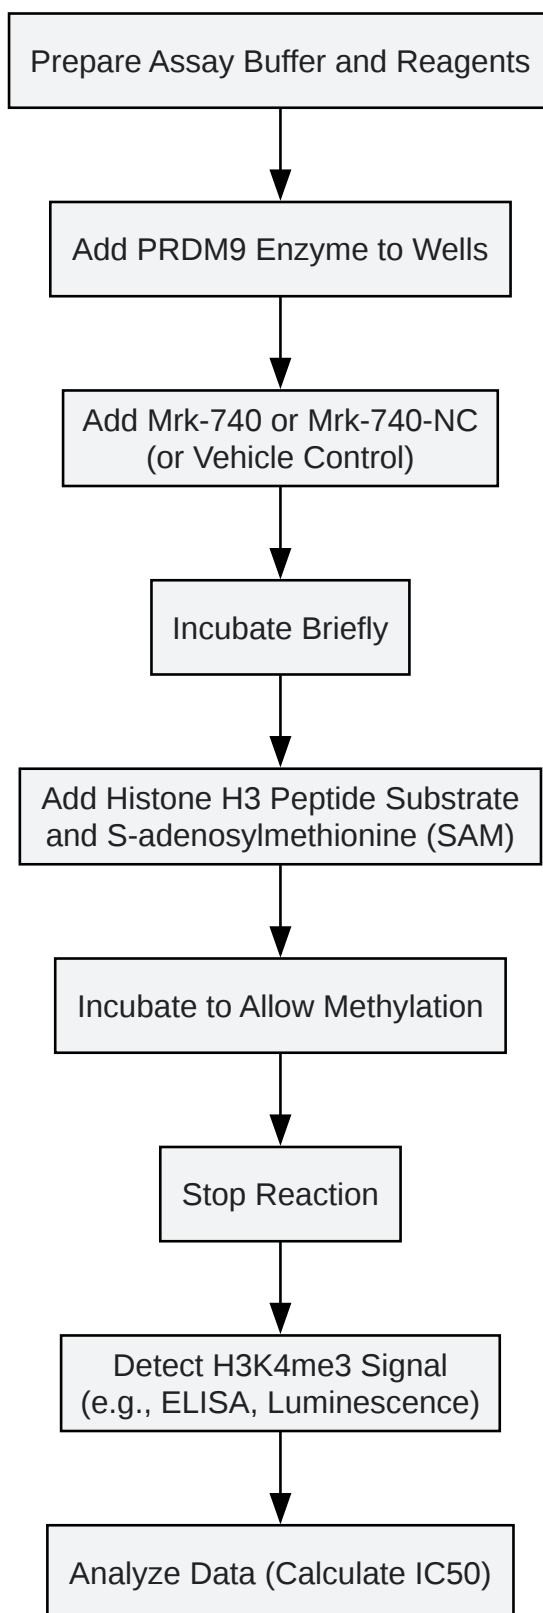 Prepare Assay Buffer and Reagents
Add PRDM9 Enzyme to Wells
Add Mrk-740 or Mrk-740-NC
(or Vehicle Control)
Incubate Briefly
Add Histone H3 Peptide Substrate
and S-adenosylmethionine (SAM)
Incubate to Allow Methylation
Stop Reaction
Detect H3K4me3 Signal
(e.g., ELISA, Luminescence)
Analyze Data (Calculate IC50)